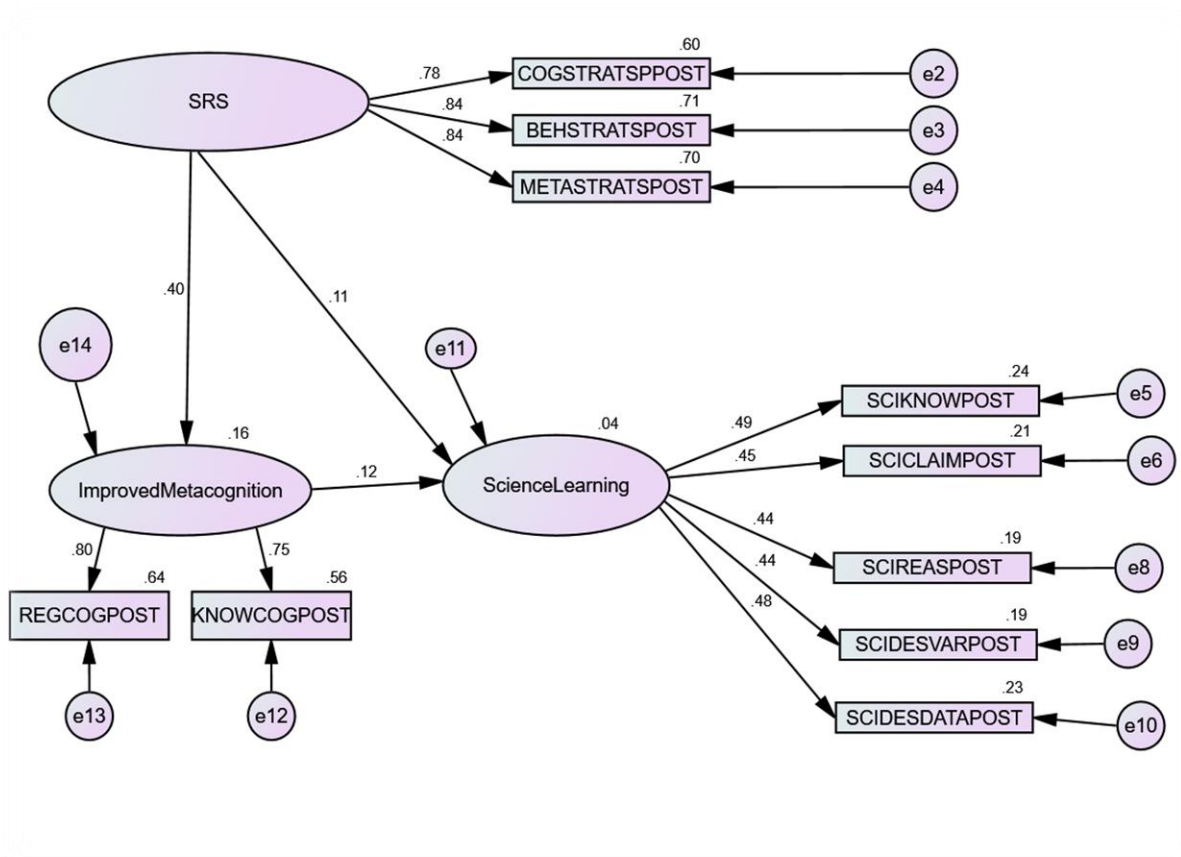 .60
SRS
.78
COGSTRATSPPOST
e2
.71
.84
BEHSTRATSPOST
e3
.84
.70
METASTRATSPOST
e4
.40
.11
e14
e11
.24
SCIKNOWPOST
e5
.49
.16
.04
.21
.45
SCICLAIMPOST
e6
ImprovedMetacognition
.12
ScienceLearning
.44
.19
SCIREASPOST
e8
.80
.75
.44
.64
.56
.48
.19
REGCOGPOST
KNOWCOGPOST
SCIDESVARPOST
e9
.23
e13
e12
SCIDESDATAPOST
e10